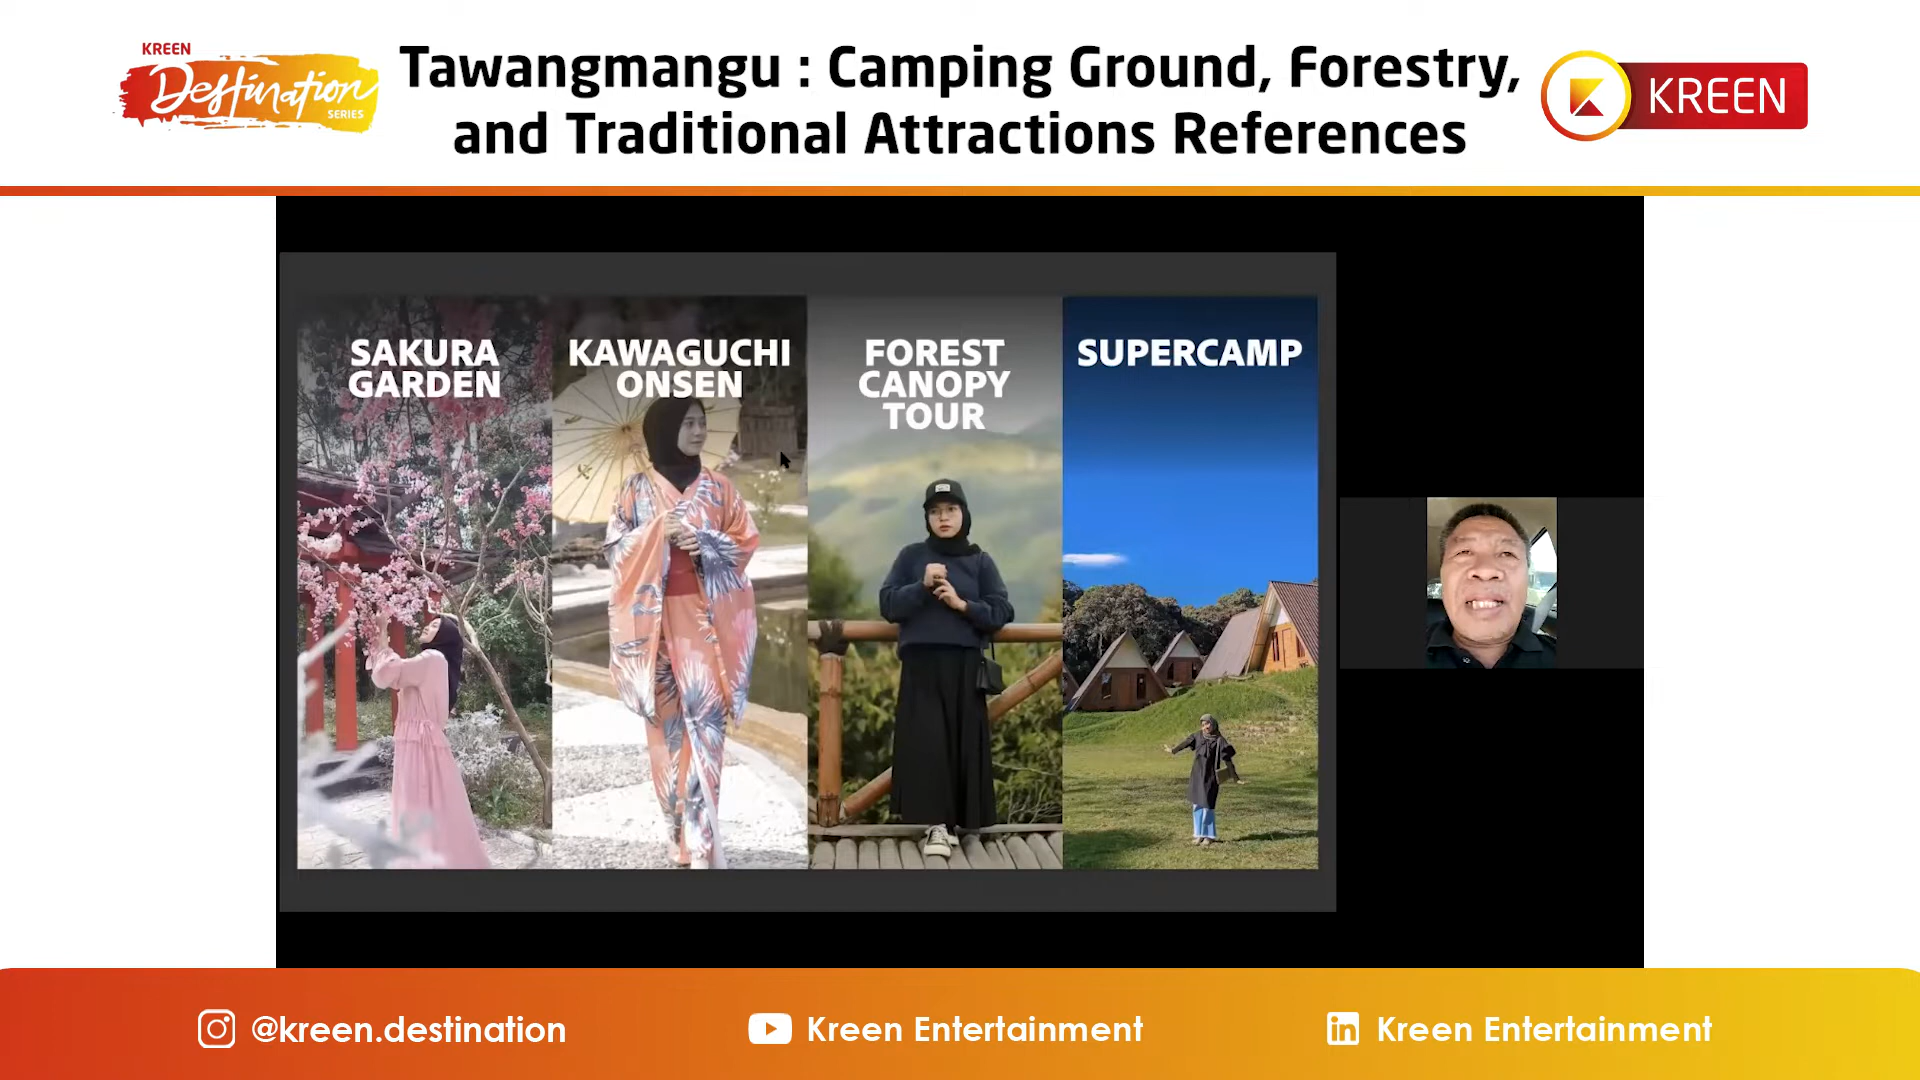 KREEN
Destination
SERIES
Tawangmangu : Camping Ground, Forestry,
and Traditional Attractions References
KREEN
SAKURA
GARDEN
KAWAGUCHI
ONSEN
FOREST
CANOPY
TOUR
SUPERCAMP
@kreen.destination
Kreen Entertainment
Kreen Entertainment